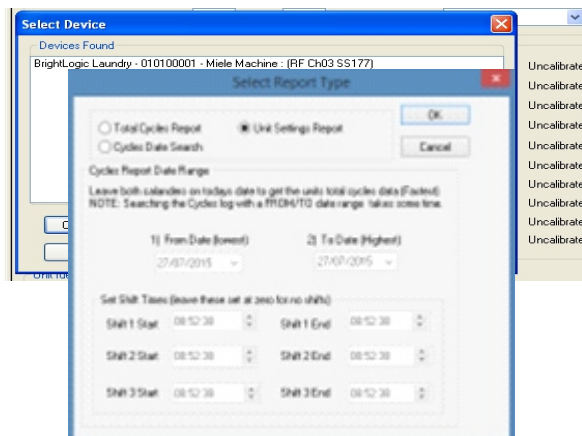 Select Device
Devices Found
BrightLogic Laundry - 010100001 - Miele Machine : (RF Ch03 SS177)
Uncalibrate
Uncalibrate
Uncalibrate
Uncalibrate
Uncalibrate
Uncalibrate
Uncalibrate
Uncalibrate
Uncalibrate
Uncalibrate
Select Report Type
OK
Total Cycles Report
Unit Settings Report
Cycles Date Search
Cancel
Cycles Report Date Range
Leave both calanders on todays date to get the units total cycles data (Fastest)
NOTE: Searching the Cycles log with a FROM/TO date range takes some time.
1) From Date (lowest)
2) To Date (Highest)
27/07/2015
27/07/2015
Set Shift Times (leave these set at zero for no shifts)
Shift 1 Start 08:52:38
Shift 1 End 08:52:38
Shift 2 Start 08:52:38
Shift 2 End 08:52:38
Shift 3 Start 08:52:38
Shift 3 End 08:52:38